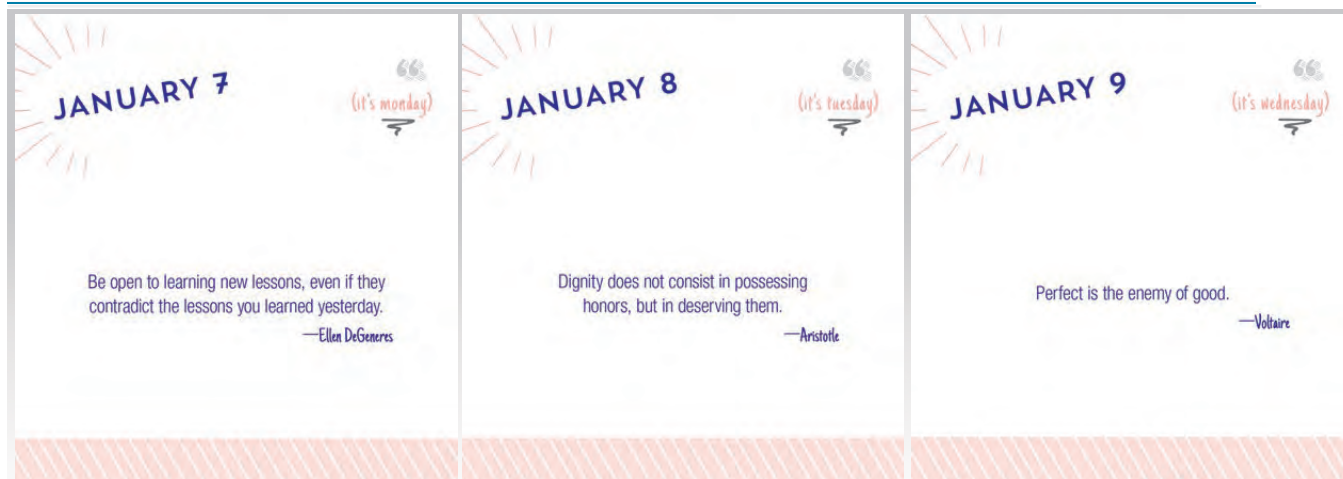 JANUARY 7
(it's monday)
Be open to learning new lessons, even if they
contradict the lessons you learned yesterday.
—Ellen DeGeneres
JANUARY 8
(it's tuesday)
Dignity does not consist in possessing
honors, but in deserving them.
—Aristotle
JANUARY 9
(it's wednesday)
Perfect is the enemy of good.
—Voltaire